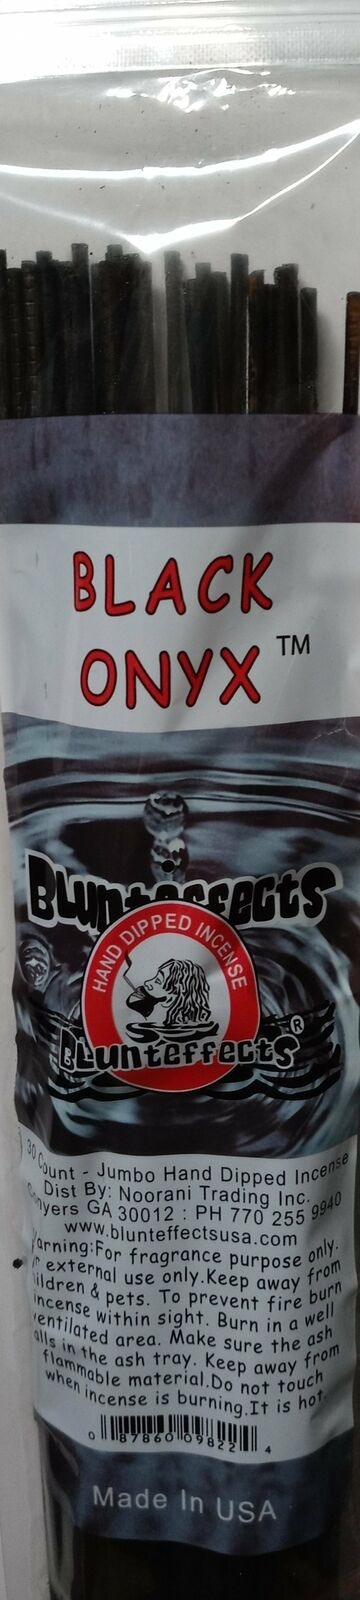 BLACK
ONYX ™
Blunteffects
HAND DIPPED INCENSE
Blunteffects®
30 Count - Jumbo Hand Dipped Incense
Dist By: Noorani Trading Inc.
Conyers GA 30012 : PH 770 255 9940
www.blunteffectsusa.com
Warning:For fragrance purpose only.
For external use only.Keep away from
children & pets. To prevent fire burn
incense within sight. Burn in a well
ventilated area. Make sure the ash
falls in the ash tray. Keep away from
flammable material.Do not touch
when incense is burning.It is hot.
0 87860 09822 4
Made In USA